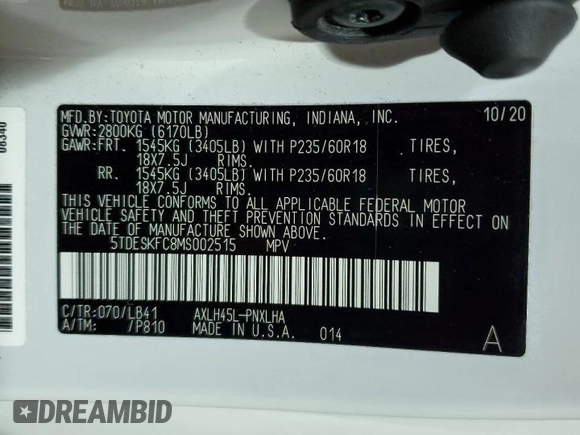 MFD.BY:TOYOTA MOTOR MANUFACTURING, INDIANA, INC. 10/20
GVWR:2800KG (6170LB)
GAWR:FRT. 1545KG (3405LB) WITH P235/60R18 TIRES,
18X7.5J RIMS.
RR. 1545KG (3405LB) WITH P235/60R18 TIRES,
18X7.5J RIMS.
THIS VEHICLE CONFORMS TO ALL APPLICABLE FEDERAL MOTOR
VEHICLE SAFETY AND THEFT PREVENTION STANDARDS IN EFFECT ON
THE DATE OF MANUFACTURE SHOWN ABOVE.
5TDESKFC8MS002515 MPV
C/TR:070/LB41 AXLH45L-PNXLHA
A/TM: /P810 MADE IN U.S.A. 014
A
08340
DREAMBID